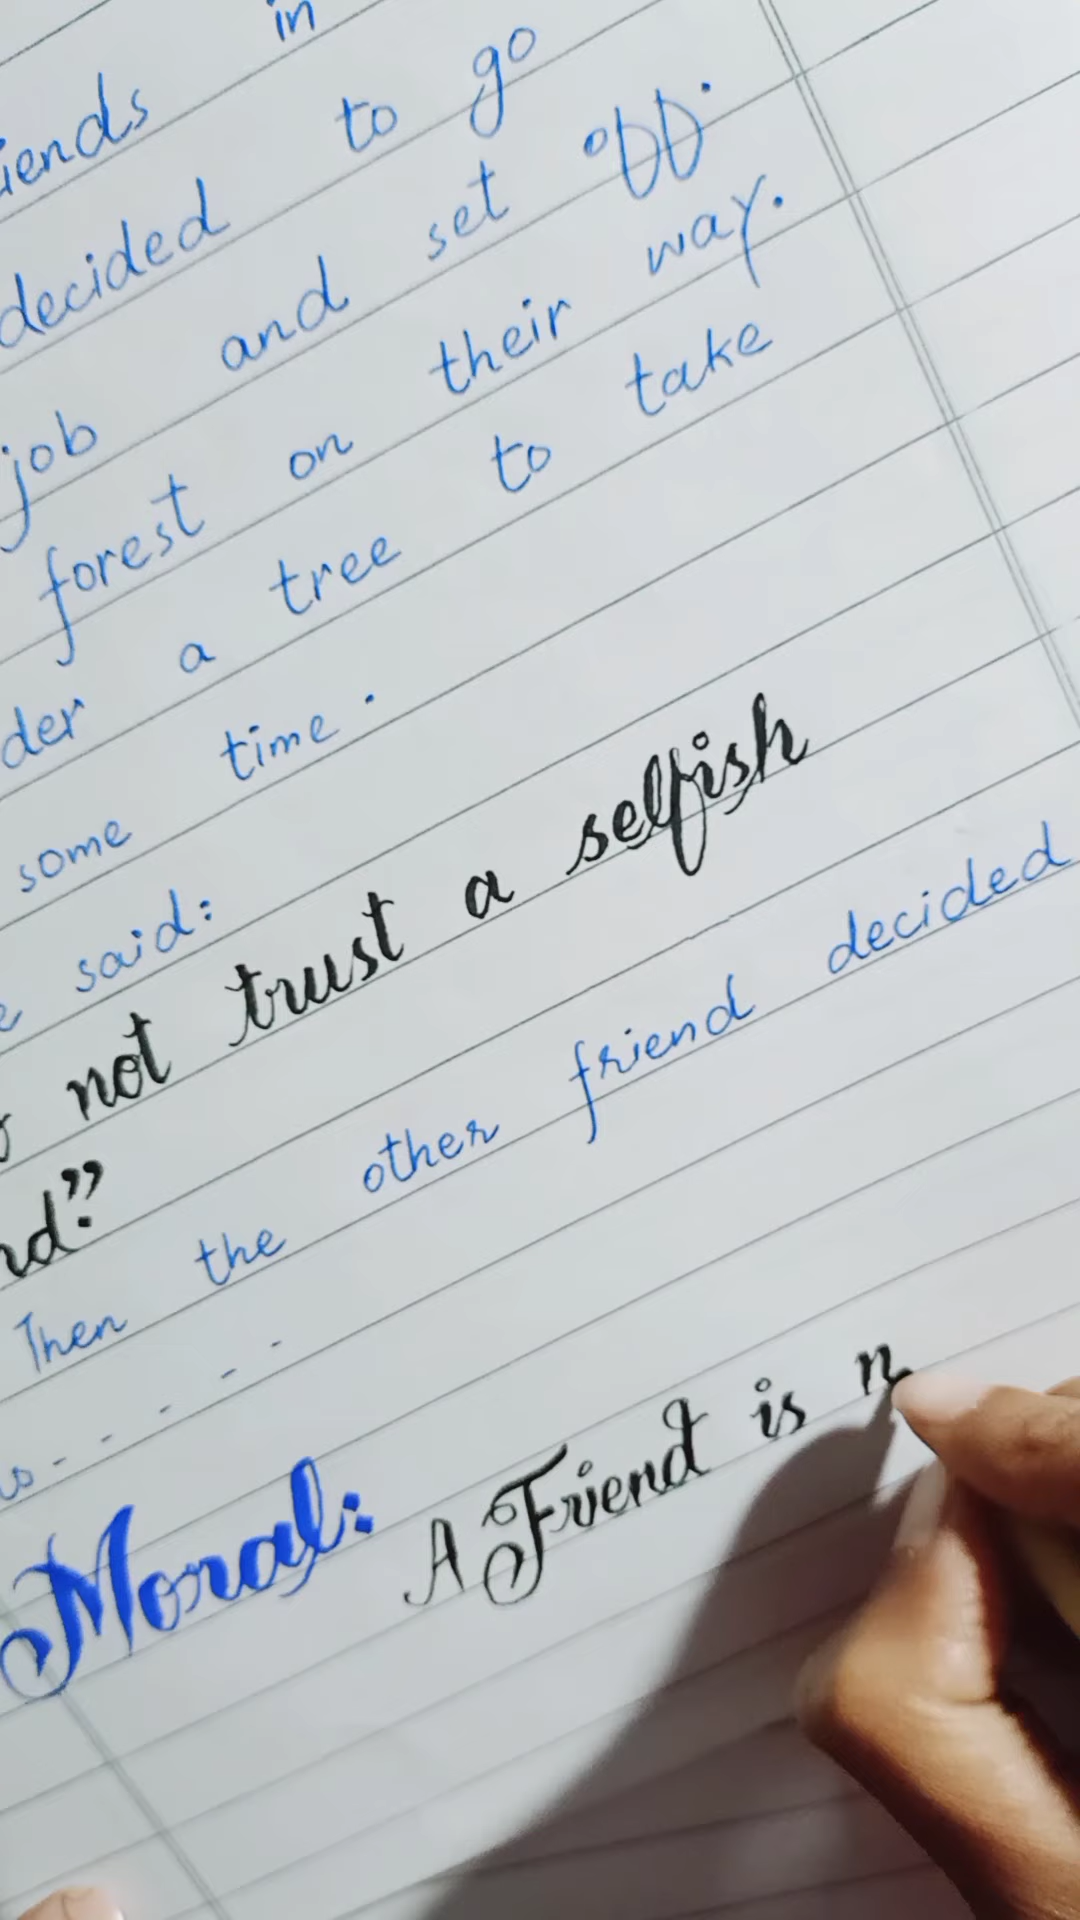 iends in
decided to go
job and set off.
forest on their way.
der a tree to take
some time.
said:
not trust a selfish
nd.”
Then the other friend decided
- - - - -
Moral: A Friend is n